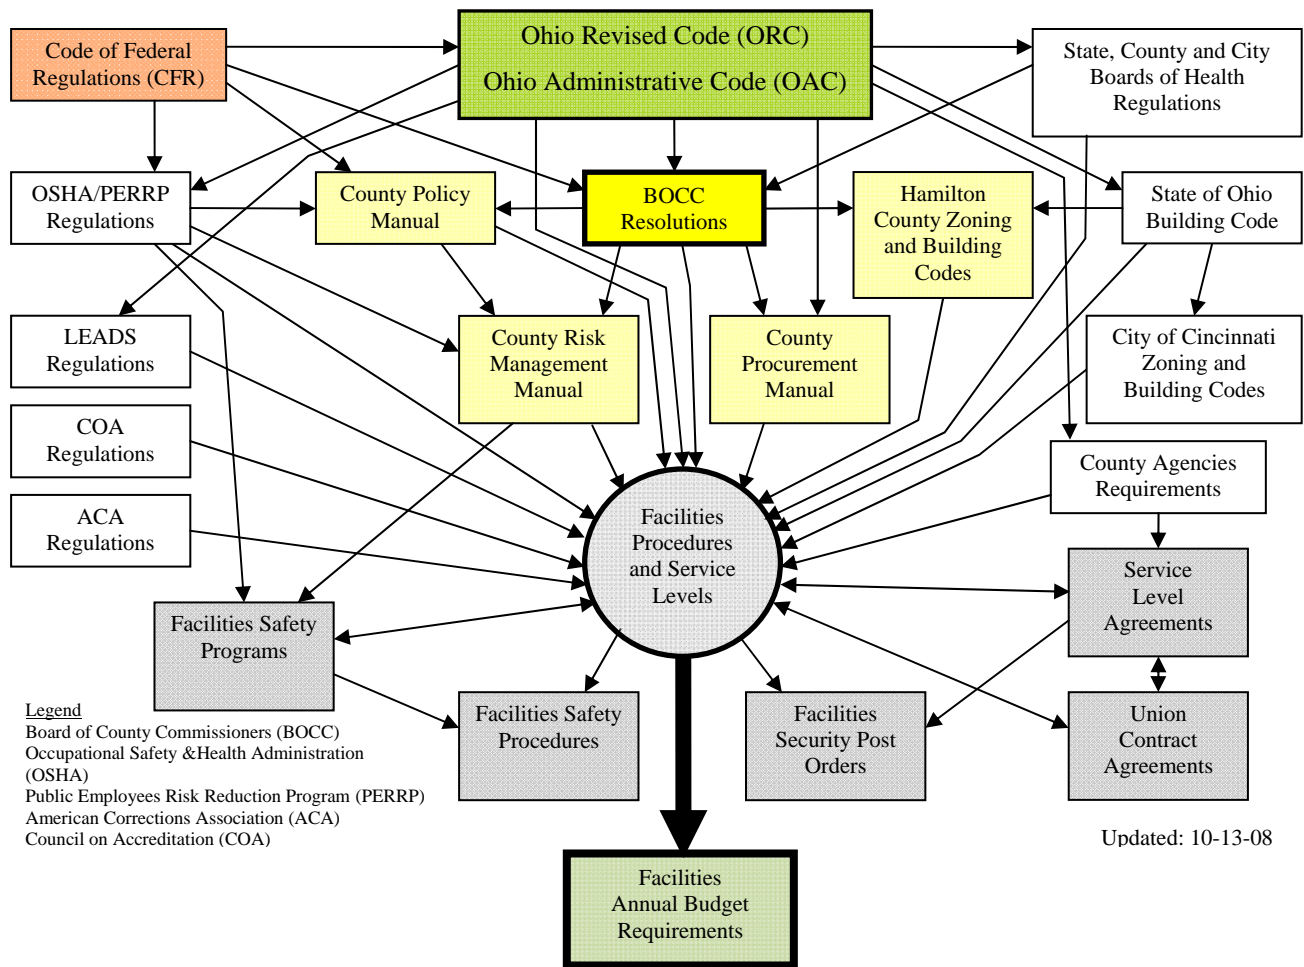 Code of Federal
Regulations (CFR)
Ohio Revised Code (ORC)
Ohio Administrative Code (OAC)
State, County and City
Boards of Health
Regulations
OSHA/PERRP
Regulations
County Policy
Manual
BOCC
Resolutions
Hamilton
County Zoning
and Building
Codes
State of Ohio
Building Code
LEADS
Regulations
County Risk
Management
Manual
County
Procurement
Manual
City of Cincinnati
Zoning and
Building Codes
COA
Regulations
County Agencies
Requirements
ACA
Regulations
Facilities
Procedures
and Service
Levels
Service
Level
Agreements
Facilities Safety
Programs
Facilities Safety
Procedures
Facilities
Security Post
Orders
Union
Contract
Agreements
Legend
Board of County Commissioners (BOCC)
Occupational Safety &Health Administration
(OSHA)
Public Employees Risk Reduction Program (PERRP)
American Corrections Association (ACA)
Council on Accreditation (COA)
Updated: 10-13-08
Facilities
Annual Budget
Requirements